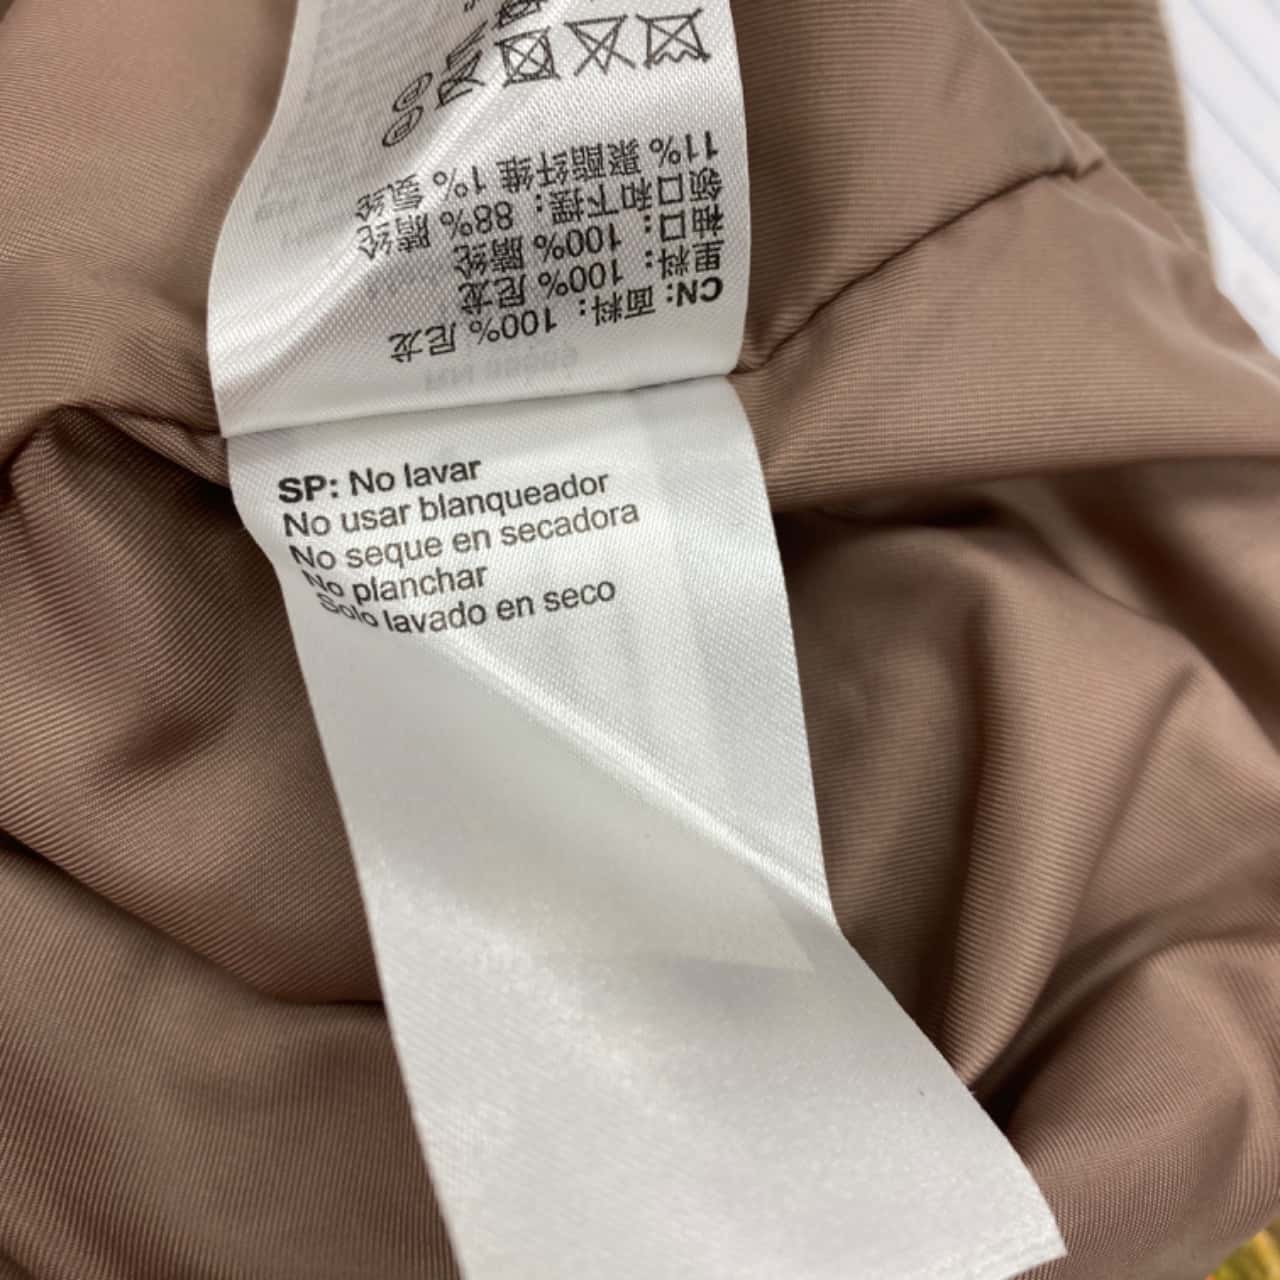 CN: 面料：100% 尼龙
里料：100% 尼龙
袖口：100% 腈纶
领口和下摆：88% 腈纶
11% 聚酯纤维 1% 氨纶
SP: No lavar
No usar blanqueador
No seque en secadora
No planchar
Solo lavado en seco